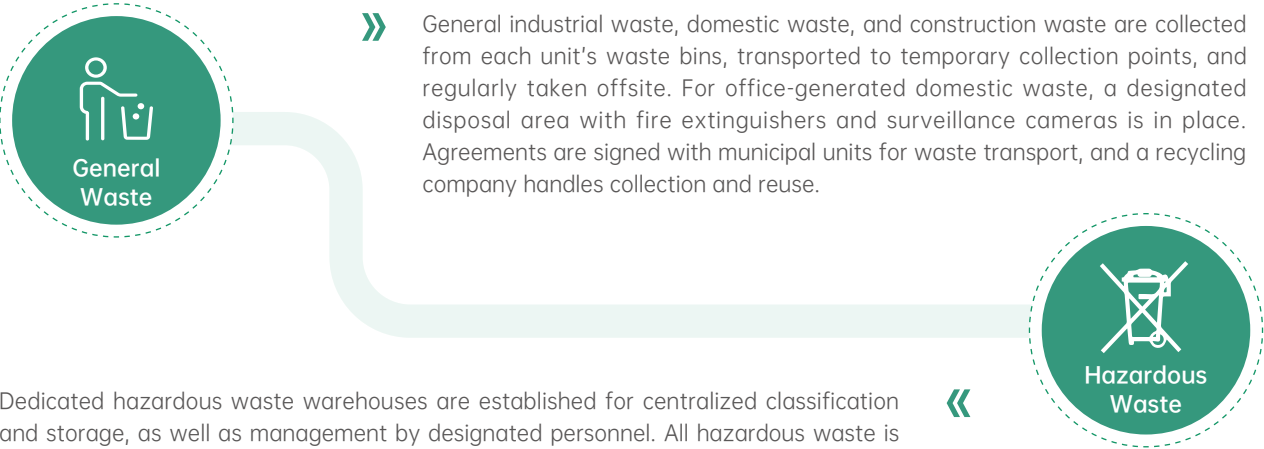 General
Waste
General industrial waste, domestic waste, and construction waste are collected
from each unit's waste bins, transported to temporary collection points, and
regularly taken offsite. For office-generated domestic waste, a designated
disposal area with fire extinguishers and surveillance cameras is in place.
Agreements are signed with municipal units for waste transport, and a recycling
company handles collection and reuse.
Hazardous
Waste
Dedicated hazardous waste warehouses are established for centralized classification
and storage, as well as management by designated personnel. All hazardous waste is